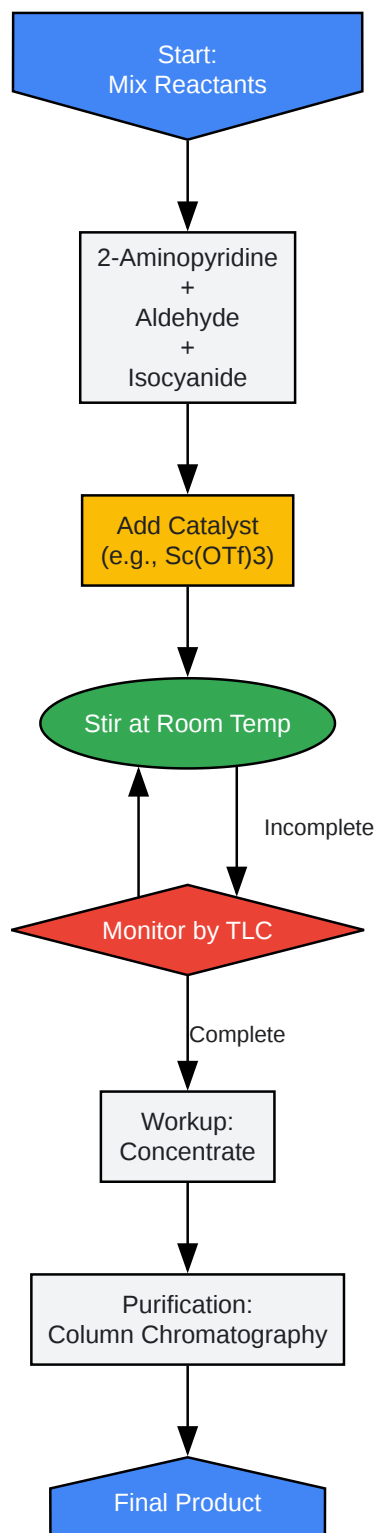 Start:
Mix Reactants
2-Aminopyridine
+
Aldehyde
+
Isocyanide
Add Catalyst
(e.g., Sc(OTf)3)
Stir at Room Temp
Incomplete
Monitor by TLC
Complete
Workup:
Concentrate
Purification:
Column Chromatography
Final Product